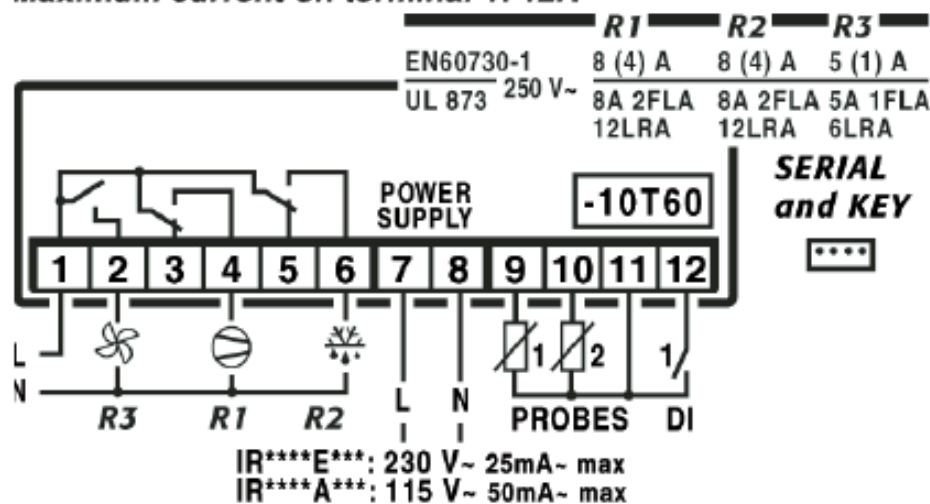 R1 R2 R3
EN60730-1 8 (4) A 8 (4) A 5 (1) A
250 V~
UL 873 8A 2FLA 8A 2FLA 5A 1FLA
12LRA 12LRA 6LRA
SERIAL
and KEY
POWER
SUPPLY
-10T60
1 2 3 4 5 6 7 8 9 10 11 12
1 2 1
L
N
R3 R1 R2 L N PROBES DI
IR****E***: 230 V~ 25mA~ max
IR****A***: 115 V~ 50mA~ max